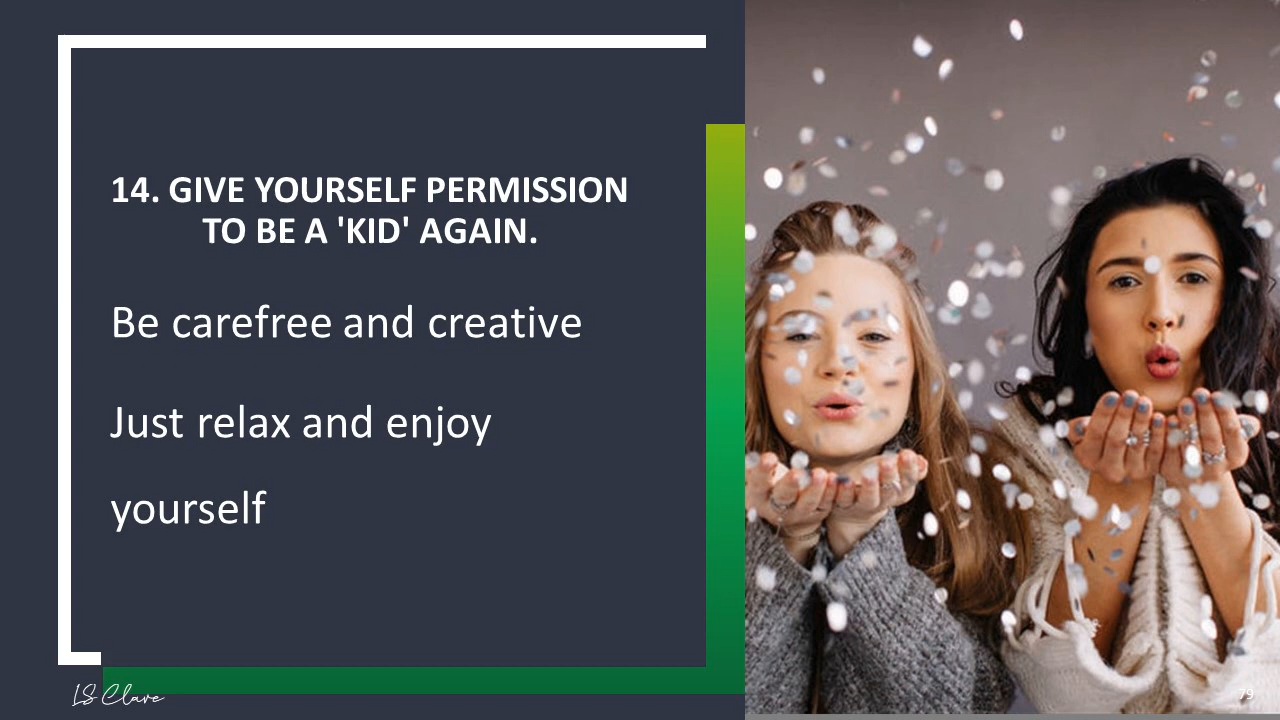 14. GIVE YOURSELF PERMISSION
TO BE A 'KID' AGAIN.
Be carefree and creative
Just relax and enjoy
yourself
LS Clave
79